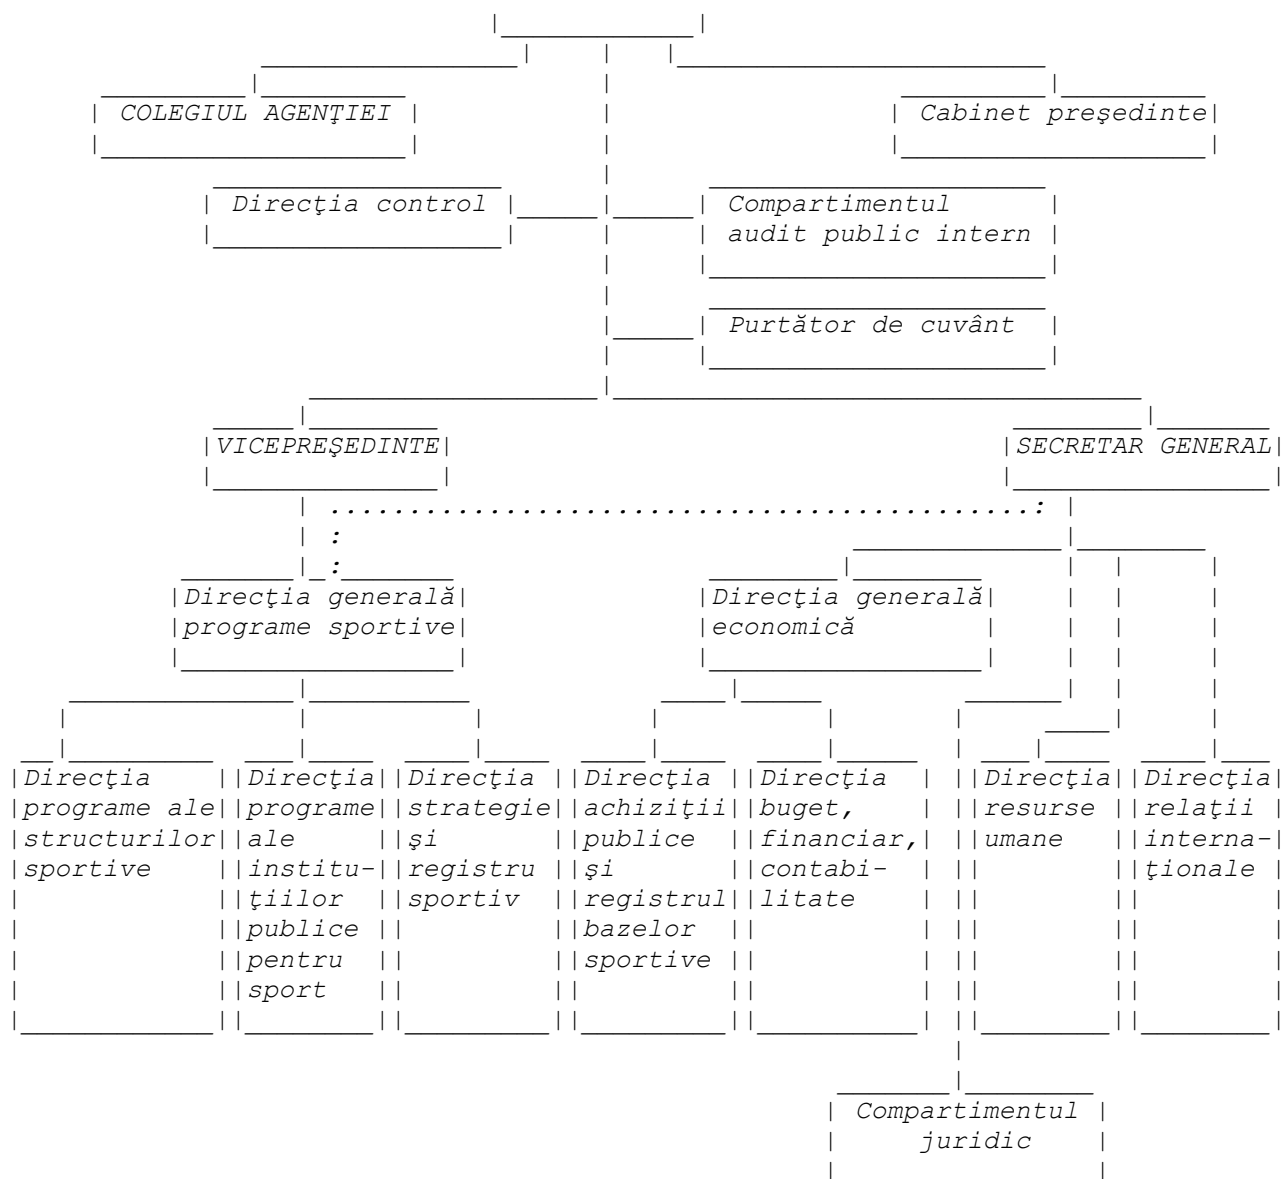 COLEGIUL AGENŢIEI
Cabinet preşedinte
Direcţia control
Compartimentul
audit public intern
Purtător de cuvânt
VICEPREŞEDINTE
SECRETAR GENERAL
Direcţia generală
programe sportive
Direcţia generală
economică
Direcţia
programe ale
structurilor
sportive
Direcţia
programe
ale
institu-
ţiilor
publice
pentru
sport
Direcţia
strategie
şi
registru
sportiv
Direcţia
achiziţii
publice
şi
registrul
bazelor
sportive
Direcţia
buget,
financiar,
contabi-
litate
Direcţia
resurse
umane
Direcţia
relaţii
interna-
ţionale
Compartimentul
juridic